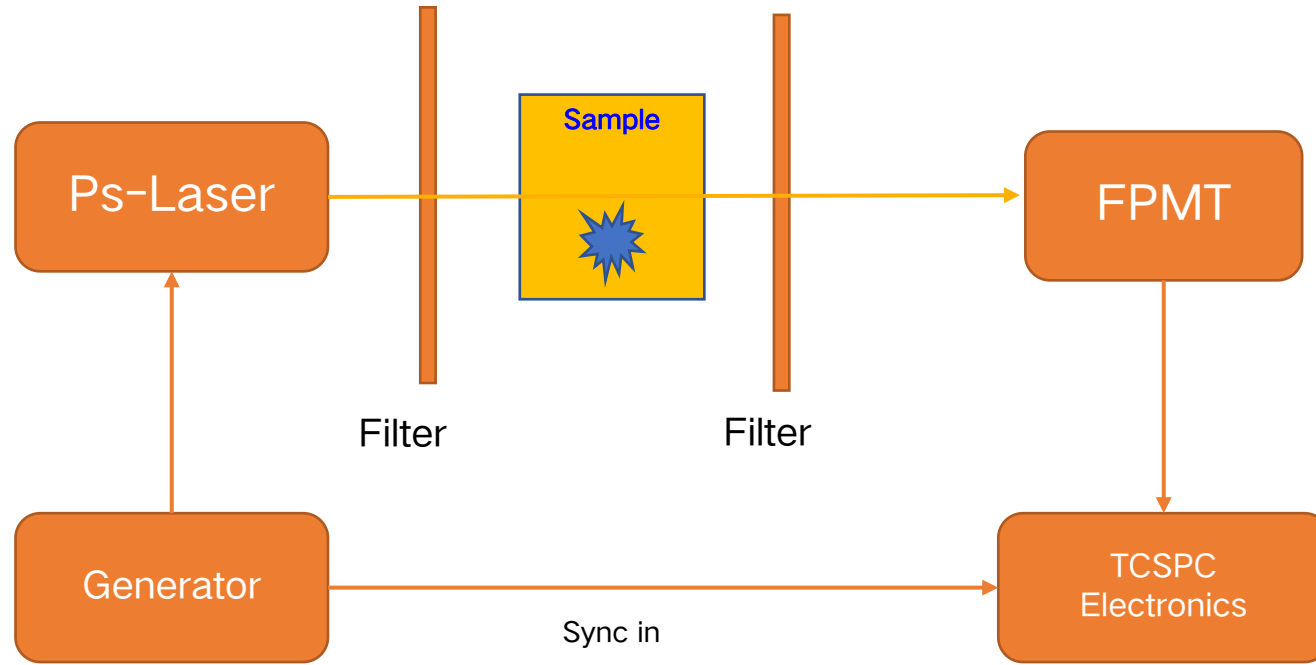 Sample
Ps-Laser
FPMT
Filter
Filter
Generator
TCSPC
Electronics
Sync in